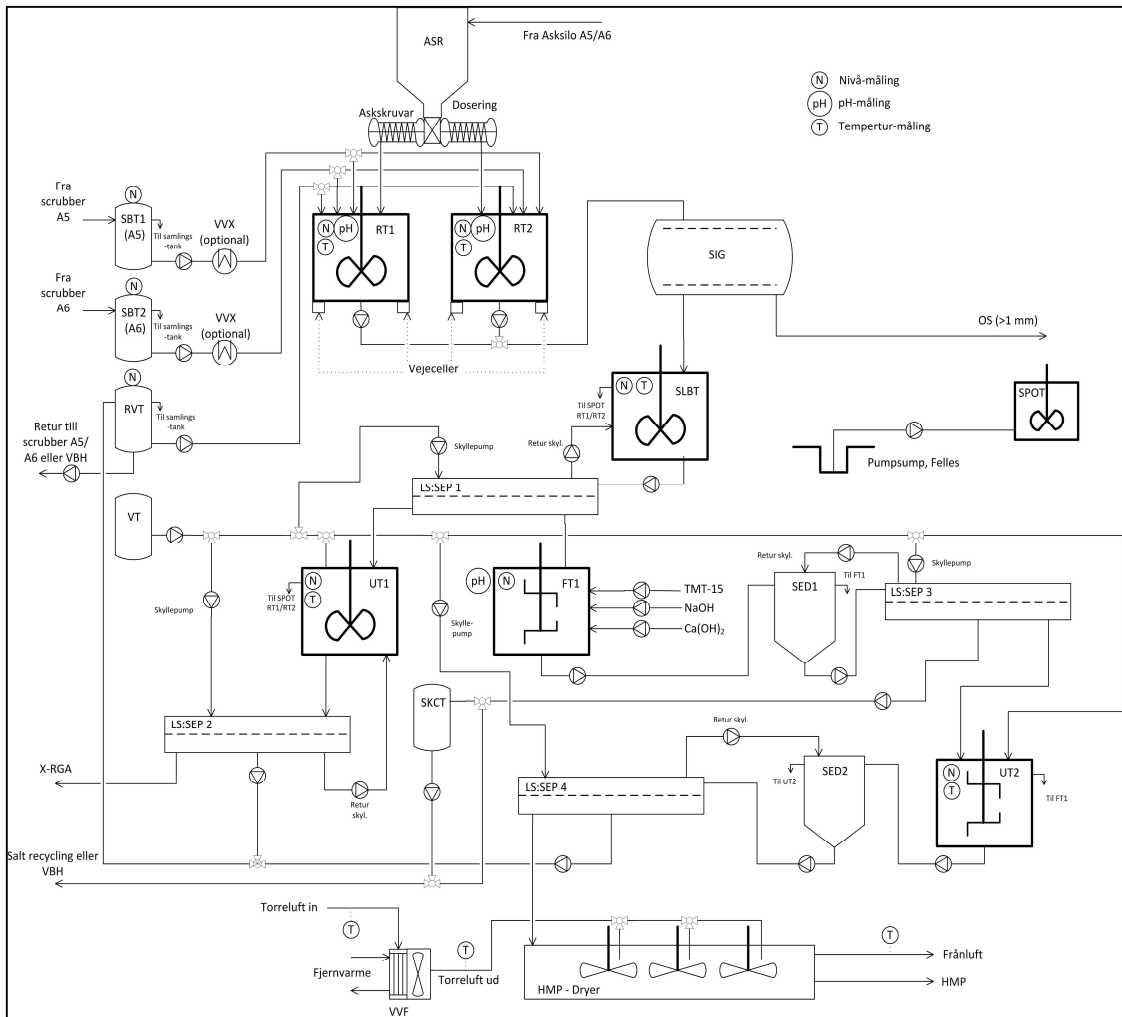 ASR
Fra Asksilo A5/A6
N Nivå-måling
pH pH-måling
T Tempertur-måling
Askskruvar
Dosering
Fra
scrubber
A5
N
SBT1
(A5)
Til samlings
-tank
VVX
(optional)
N
pH
RT1
T
N
pH
RT2
T
SIG
Fra
scrubber
A6
N
SBT2
(A6)
Til samlings
-tank
VVX
(optional)
OS (>1 mm)
Vejeceller
N
RVT
Til samlings
-tank
Til SPOT
RT1/RT2
N
T
SLBT
SPOT
Retur till
scrubber A5/
A6 eller VBH
Skyllepump
Retur skyl.
Pumpsump, Felles
LS:SEP 1
VT
Retur skyl.
Skyllepump
Til SPOT
RT1/RT2
N
T
UT1
pH
N
FT1
TMT-15
NaOH
Ca(OH)2
SED1
Til FT1
LS:SEP 3
Skyllepump
Skylle-
pump
SKCT
LS:SEP 2
Retur skyl.
X-RGA
Retur
skyl.
LS:SEP 4
Til UT2
SED2
N
UT2
T
Til FT1
Salt recycling eller
VBH
Torreluft in
T
T
T
Fjernvarme
Torreluft ud
VVF
HMP - Dryer
Frånluft
HMP